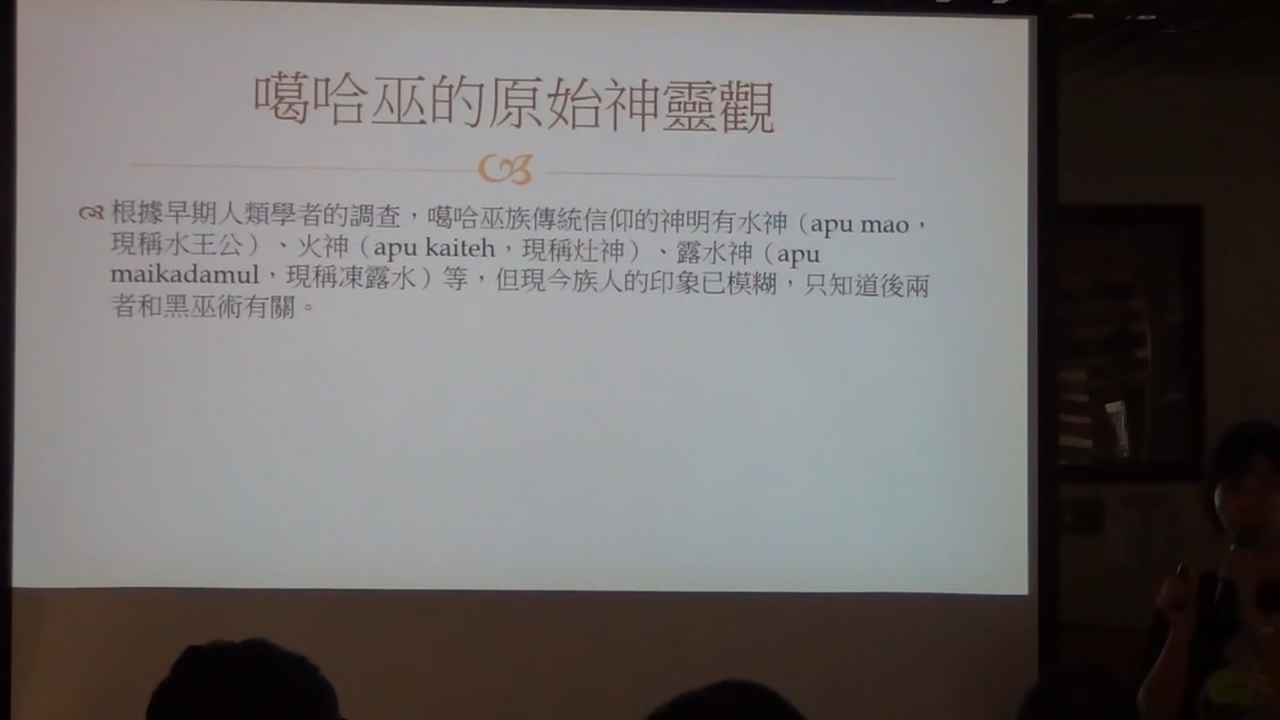 噶哈巫的原始神靈觀
根據早期人類學者的調查，噶哈巫族傳統信仰的神明有水神（apu mao，
現稱水王公）、火神（apu kaiteh，現稱灶神）、露水神（apu
maikadamul，現稱凍露水）等，但現今族人的印象已模糊，只知道後兩
者和黑巫術有關。